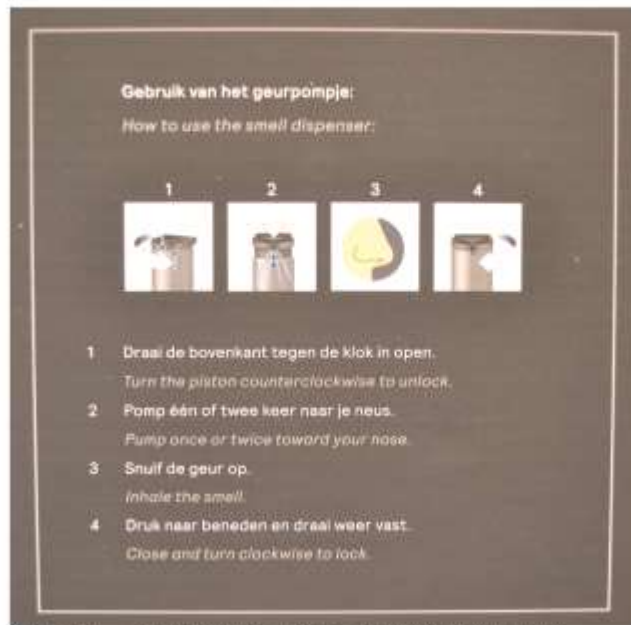 Gebruik van het geurpompje:
How to use the smell dispenser:
1 2 3 4
1 Draai de bovenkant tegen de klok in open.
Turn the piston counterclockwise to unlock.
2 Pomp één of twee keer naar je neus.
Pump once or twice toward your nose.
3 Snuif de geur op.
Inhale the smell.
4 Druk naar beneden en draai weer vast.
Close and turn clockwise to lock.